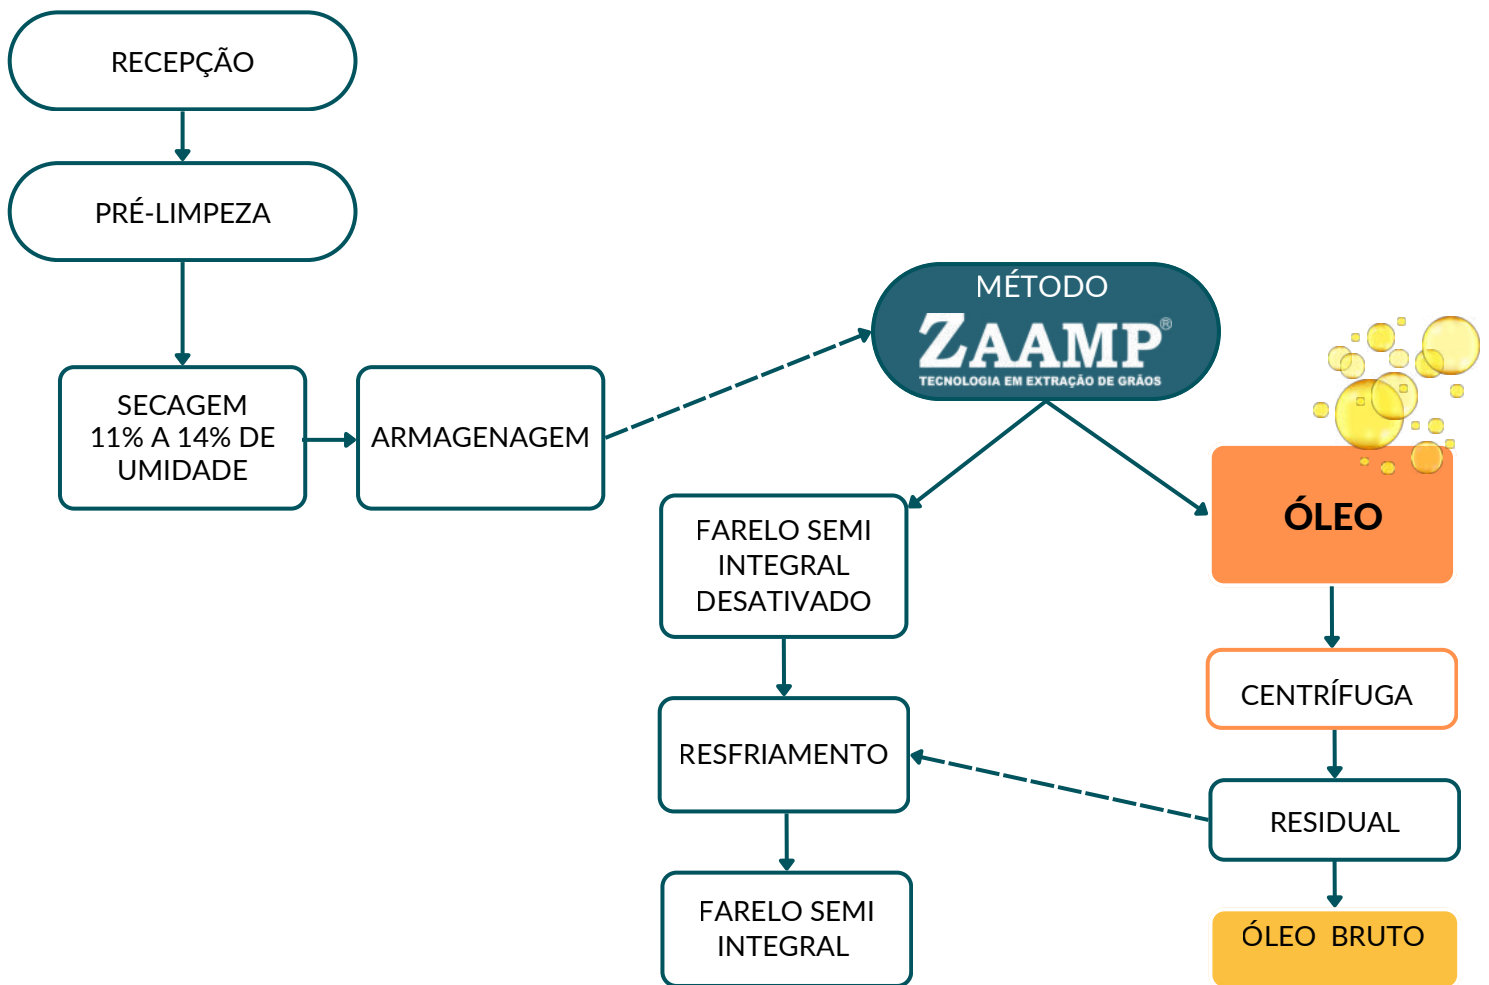 RECEPÇÃO
PRÉ-LIMPEZA
SECAGEM
11% A 14% DE
UMIDADE
ARMAGENAGEM
MÉTODO
ZAAMP®
TECNOLOGIA EM EXTRAÇÃO DE GRÃOS
FARELO SEMI
INTEGRAL
DESATIVADO
RESFRIAMENTO
FARELO SEMI
INTEGRAL
ÓLEO
CENTRÍFUGA
RESIDUAL
ÓLEO BRUTO